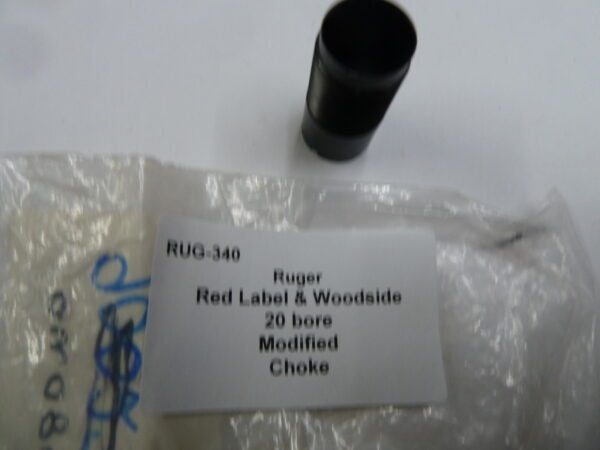 RUG-340
Ruger
Red Label & Woodside
20 bore
Modified
Choke